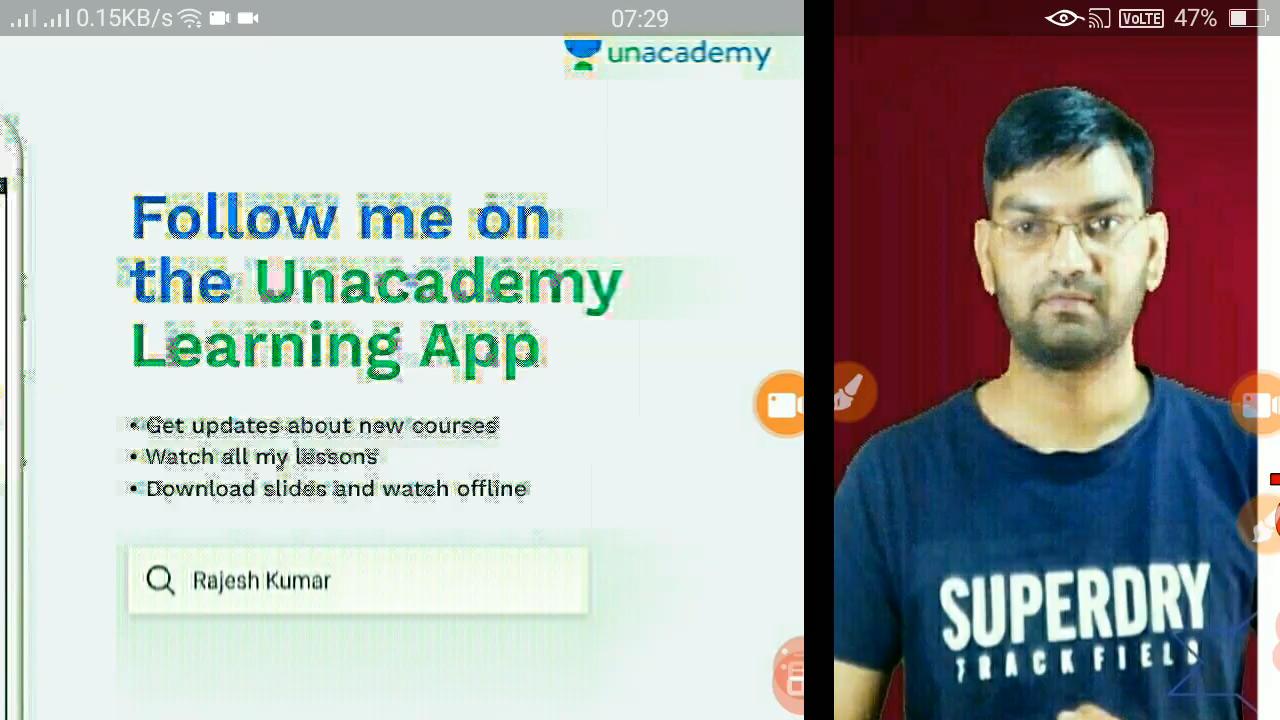 0.15KB/s
07:29
VoLTE 47%
unacademy
Follow me on
the Unacademy
Learning App
• Get updates about new courses
• Watch all my lessons
• Download slides and watch offline
Rajesh Kumar
SUPERDRY
TRACK FIELD